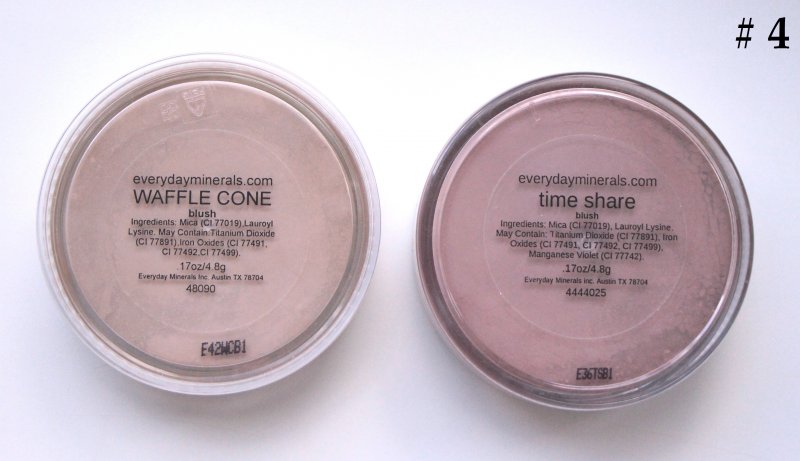 # 4
everydayminerals.com
WAFFLE CONE
blush
Ingredients: Mica (CI 77019),Lauroyl
Lysine. May Contain:Titanium Dioxide
(CI 77891),Iron Oxides (CI 77491,
CI 77492,CI 77499).
.17oz/4.8g
Everyday Minerals Inc. Austin TX 78704
48090
E42WCB1
everydayminerals.com
time share
blush
Ingredients: Mica (CI 77019), Lauroyl Lysine.
May Contain: Titanium Dioxide (CI 77891), Iron
Oxides (CI 77491, CI 77492, CI 77499),
Manganese Violet (CI 77742).
.17oz/4.8g
Everyday Minerals Inc. Austin TX 78704
4444025
E36TSB1